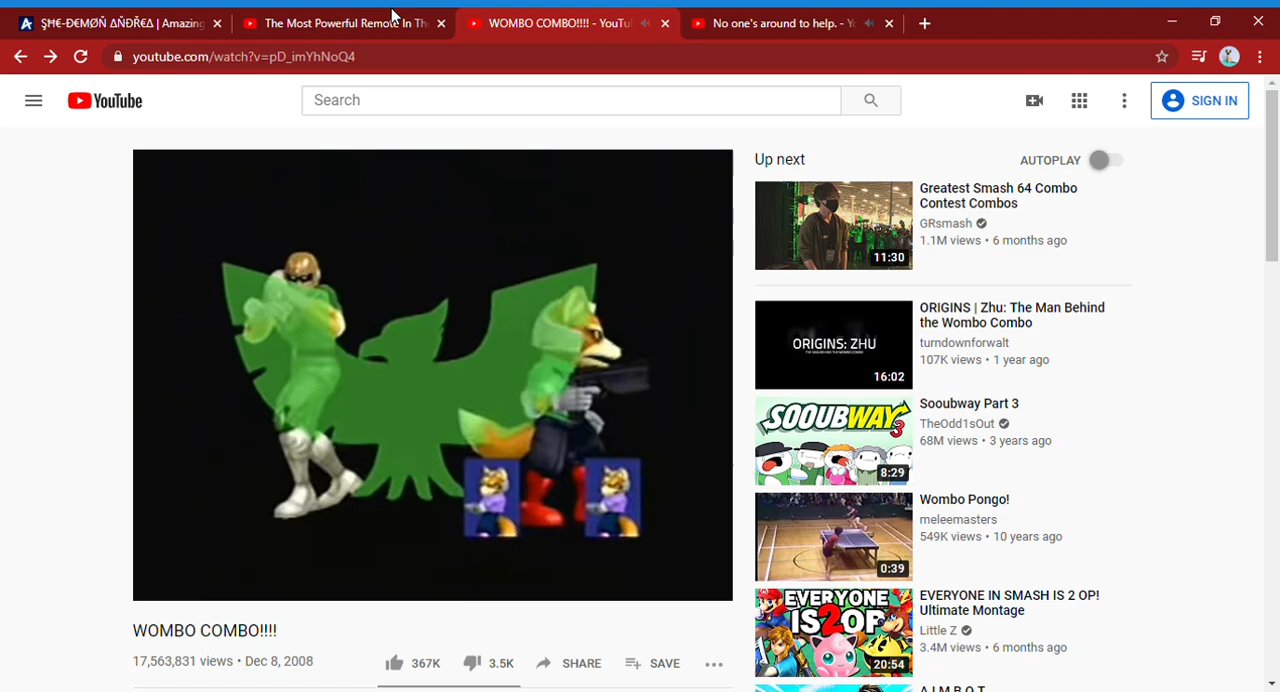 ŞĦ€-Đ€MØŇ ΔŇĐŘ€Δ | Amazing
The Most Powerful Remote In Th
WOMBO COMBO!!!! - YouTu
No one's around to help. - Y
youtube.com/watch?v=pD_imYhNoQ4
YouTube
Search
SIGN IN
Up next
AUTOPLAY
Greatest Smash 64 Combo
Contest Combos
GRsmash
1.1M views • 6 months ago
11:30
ORIGINS: ZHU
16:02
ORIGINS | Zhu: The Man Behind
the Wombo Combo
turndownforwalt
107K views • 1 year ago
SOOUBWAY 3
8:29
Sooubway Part 3
TheOdd1sOut
68M views • 3 years ago
0:39
Wombo Pongo!
meleemasters
549K views • 10 years ago
EVERYONE
IS 2 OP!
20:54
EVERYONE IN SMASH IS 2 OP!
Ultimate Montage
Little Z
3.4M views • 6 months ago
WOMBO COMBO!!!!
17,563,831 views • Dec 8, 2008
367K
3.5K
SHARE
SAVE